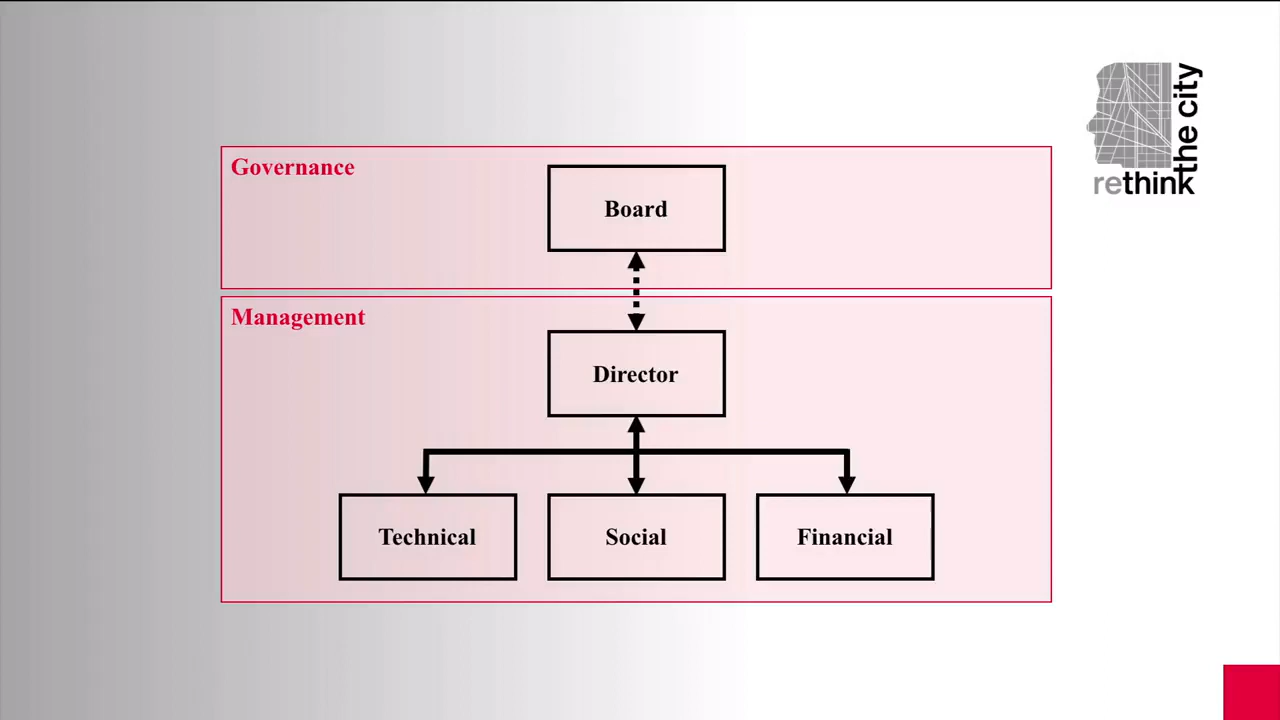 Governance
Board
Management
Director
Technical
Social
Financial
rethink
the city